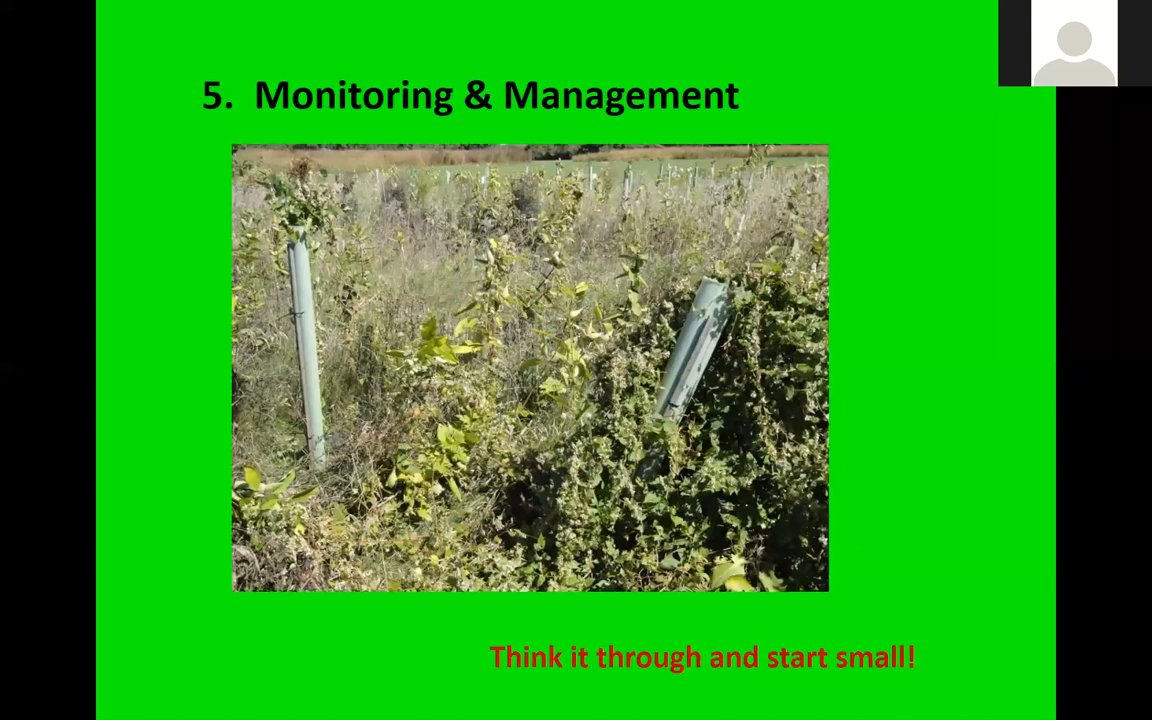 5. Monitoring & Management
Think it through and start small!